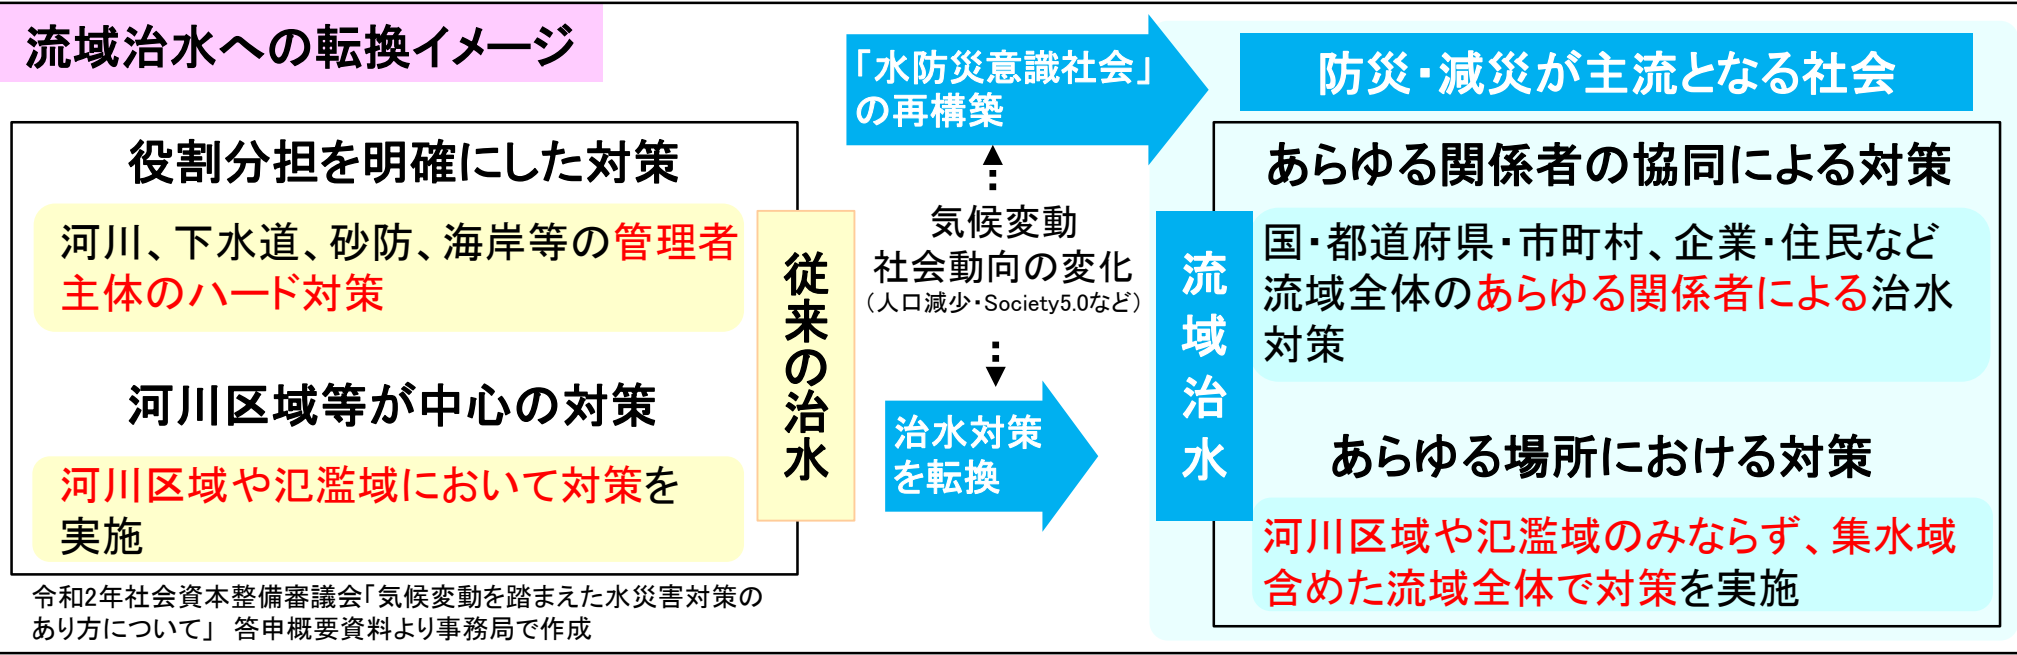 流域治水への転換イメージ
役割分担を明確にした対策
河川、下水道、砂防、海岸等の管理者
主体のハード対策
河川区域等が中心の対策
河川区域や氾濫域において対策を
実施
従来の治水
令和2年社会資本整備審議会「気候変動を踏まえた水災害対策の
あり方について」 答申概要資料より事務局で作成
「水防災意識社会」
の再構築
気候変動
社会動向の変化
（人口減少・Society5.0など）
治水対策
を転換
防災・減災が主流となる社会
流域治水
あらゆる関係者の協同による対策
国・都道府県・市町村、企業・住民など
流域全体のあらゆる関係者による治水
対策
あらゆる場所における対策
河川区域や氾濫域のみならず、集水域
含めた流域全体で対策を実施